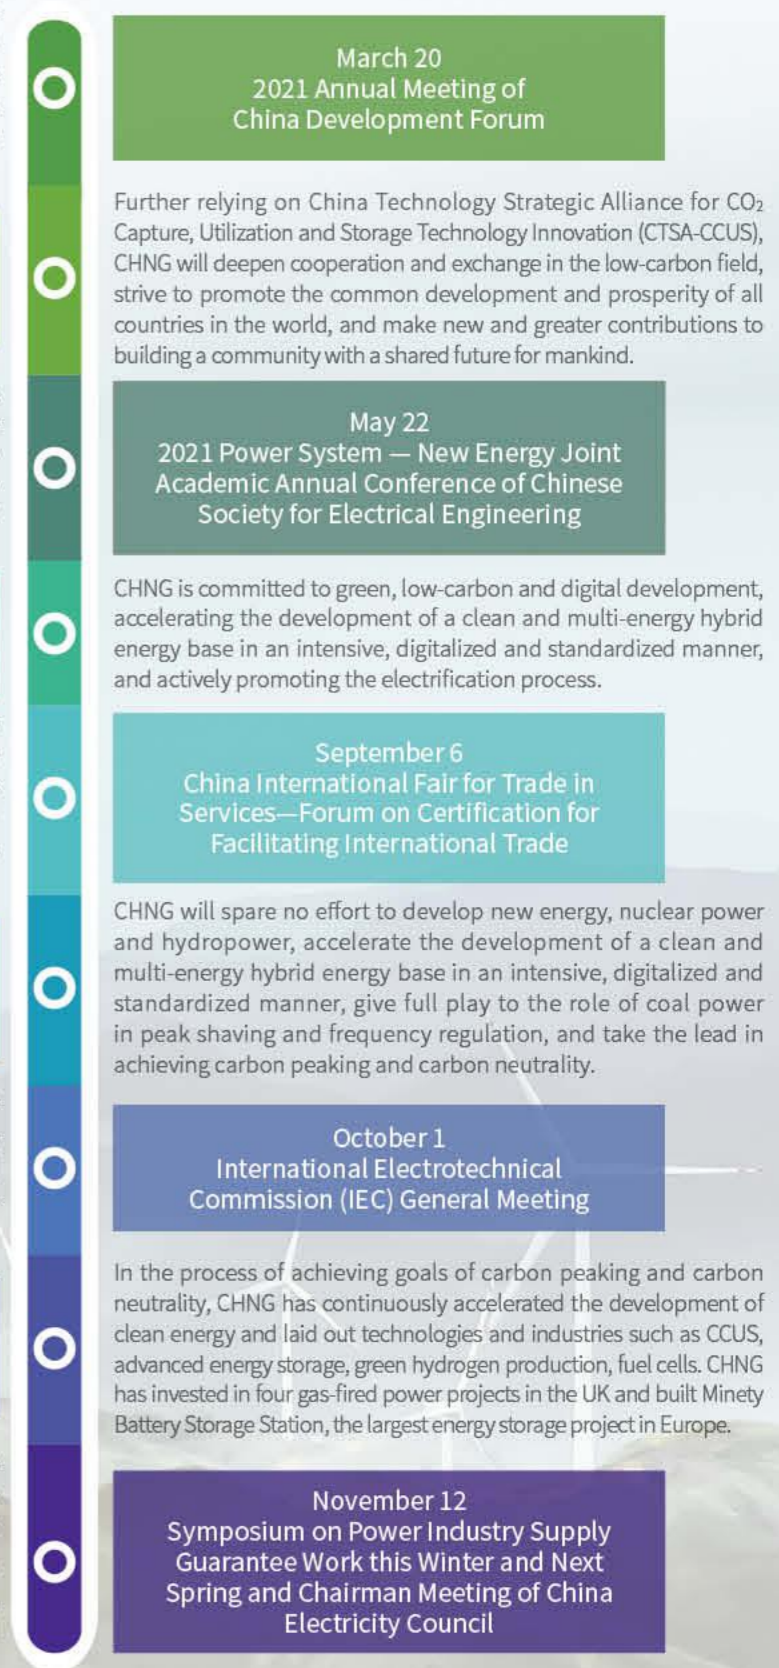 March 20
2021 Annual Meeting of
China Development Forum
Further relying on China Technology Strategic Alliance for CO₂
Capture, Utilization and Storage Technology Innovation (CTSA-CCUS),
CHNG will deepen cooperation and exchange in the low-carbon field,
strive to promote the common development and prosperity of all
countries in the world, and make new and greater contributions to
building a community with a shared future for mankind.
May 22
2021 Power System — New Energy Joint
Academic Annual Conference of Chinese
Society for Electrical Engineering
CHNG is committed to green, low-carbon and digital development,
accelerating the development of a clean and multi-energy hybrid
energy base in an intensive, digitalized and standardized manner,
and actively promoting the electrification process.
September 6
China International Fair for Trade in
Services—Forum on Certification for
Facilitating International Trade
CHNG will spare no effort to develop new energy, nuclear power
and hydropower, accelerate the development of a clean and
multi-energy hybrid energy base in an intensive, digitalized and
standardized manner, give full play to the role of coal power
in peak shaving and frequency regulation, and take the lead in
achieving carbon peaking and carbon neutrality.
October 1
International Electrotechnical
Commission (IEC) General Meeting
In the process of achieving goals of carbon peaking and carbon
neutrality, CHNG has continuously accelerated the development of
clean energy and laid out technologies and industries such as CCUS,
advanced energy storage, green hydrogen production, fuel cells. CHNG
has invested in four gas-fired power projects in the UK and built Minety
Battery Storage Station, the largest energy storage project in Europe.
November 12
Symposium on Power Industry Supply
Guarantee Work this Winter and Next
Spring and Chairman Meeting of China
Electricity Council